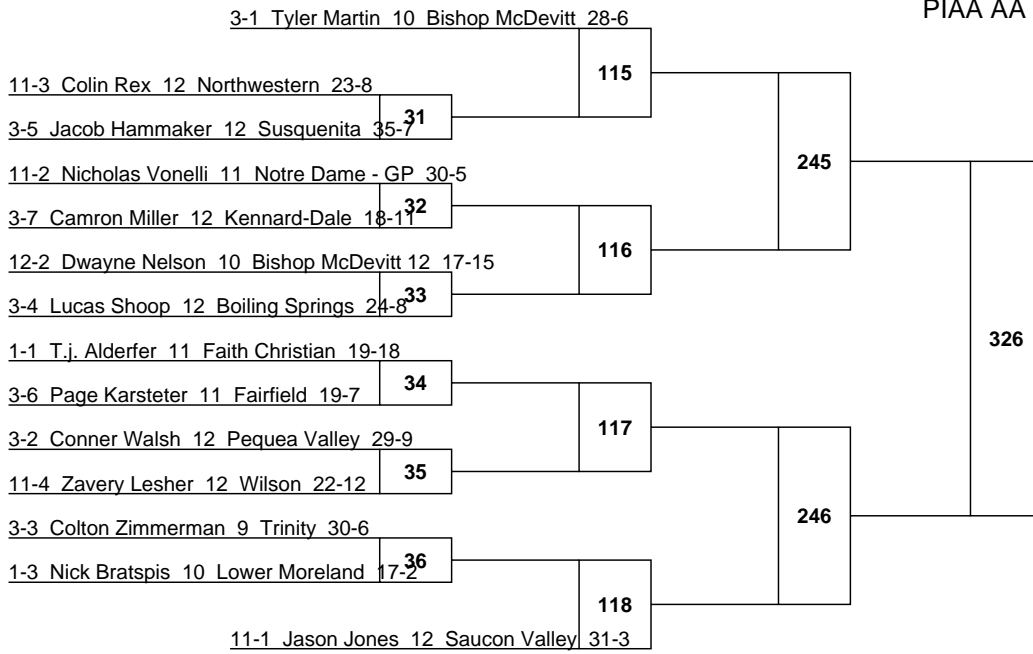 PIAA AA
3-1 Tyler Martin 10 Bishop McDevitt 28-6
115
11-3 Colin Rex 12 Northwestern 23-8
31
3-5 Jacob Hammaker 12 Susquenita 35-7
245
11-2 Nicholas Vonelli 11 Notre Dame - GP 30-5
32
3-7 Camron Miller 12 Kennard-Dale 18-11
116
12-2 Dwayne Nelson 10 Bishop McDevitt 12 17-15
33
3-4 Lucas Shoop 12 Boiling Springs 24-8
326
1-1 T.j. Alderfer 11 Faith Christian 19-18
34
3-6 Page Karsteter 11 Fairfield 19-7
117
3-2 Conner Walsh 12 Pequea Valley 29-9
35
11-4 Zavery Lesher 12 Wilson 22-12
246
3-3 Colton Zimmerman 9 Trinity 30-6
36
1-3 Nick Bratspis 10 Lower Moreland 17-2
118
11-1 Jason Jones 12 Saucon Valley 31-3